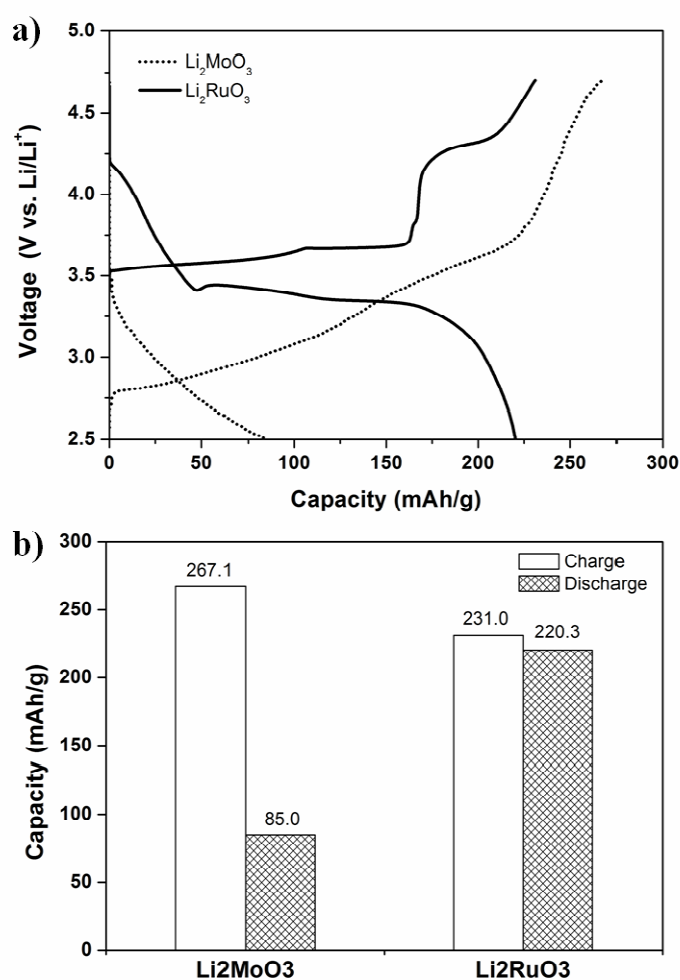 a)
5.0
4.5
4.0
3.5
3.0
2.5
Voltage (V vs. Li/Li⁺)
Li₂MoO₃
Li₂RuO₃
0 50 100 150 200 250 300
Capacity (mAh/g)
b)
300
250
200
150
100
50
0
Capacity (mAh/g)
Charge
Discharge
267.1
85.0
231.0
220.3
Li2MoO3 Li2RuO3